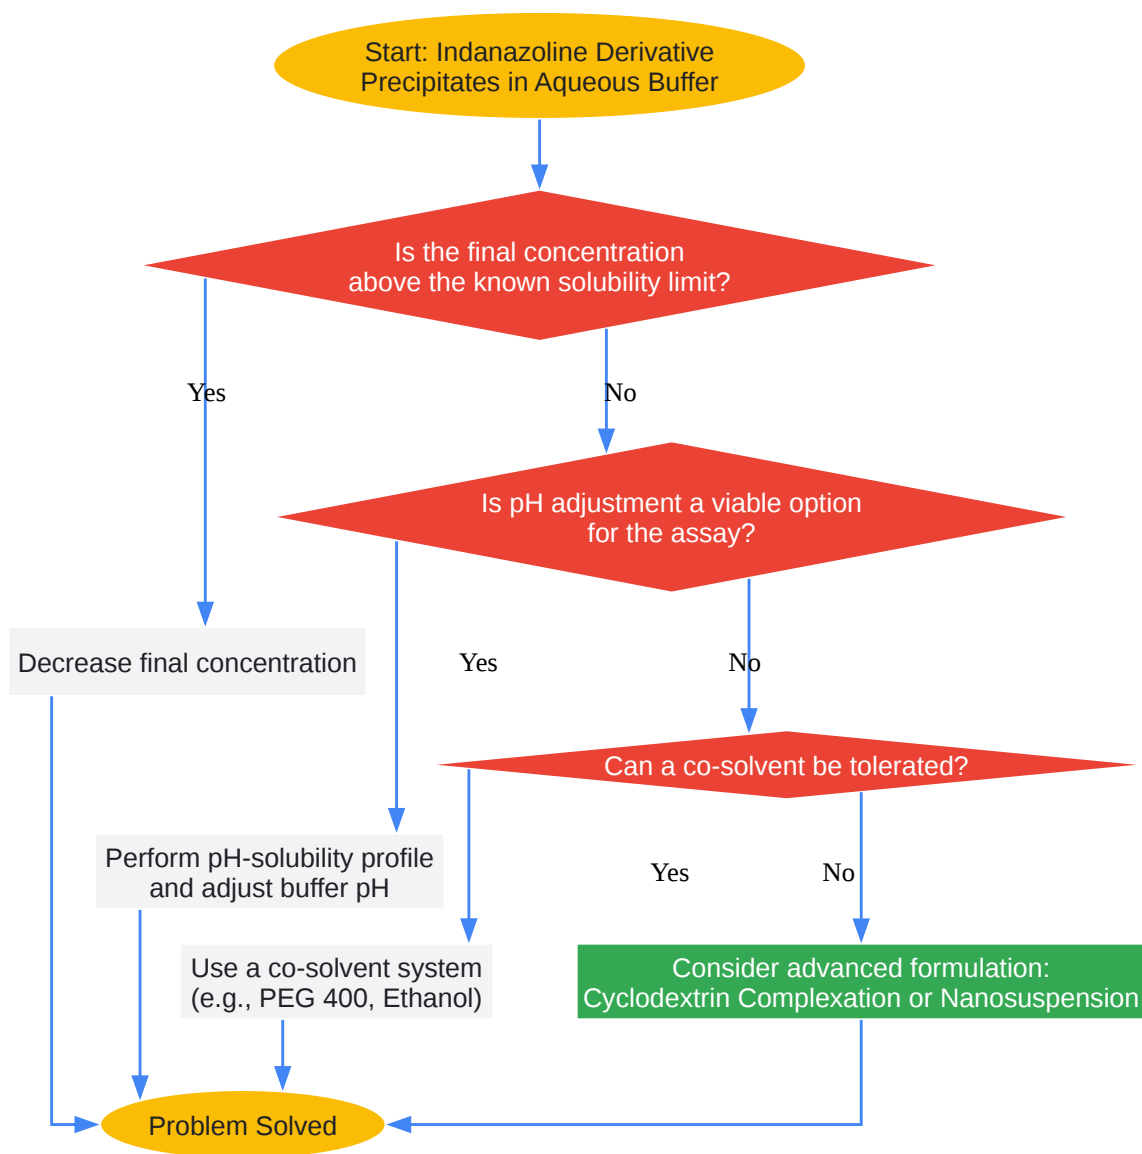 Start: Indanazoline Derivative
Precipitates in Aqueous Buffer
Is the final concentration
above the known solubility limit?
Yes
No
Is pH adjustment a viable option
for the assay?
Decrease final concentration
Yes
No
Can a co-solvent be tolerated?
Perform pH-solubility profile
and adjust buffer pH
Yes
No
Use a co-solvent system
(e.g., PEG 400, Ethanol)
Consider advanced formulation:
Cyclodextrin Complexation or Nanosuspension
Problem Solved